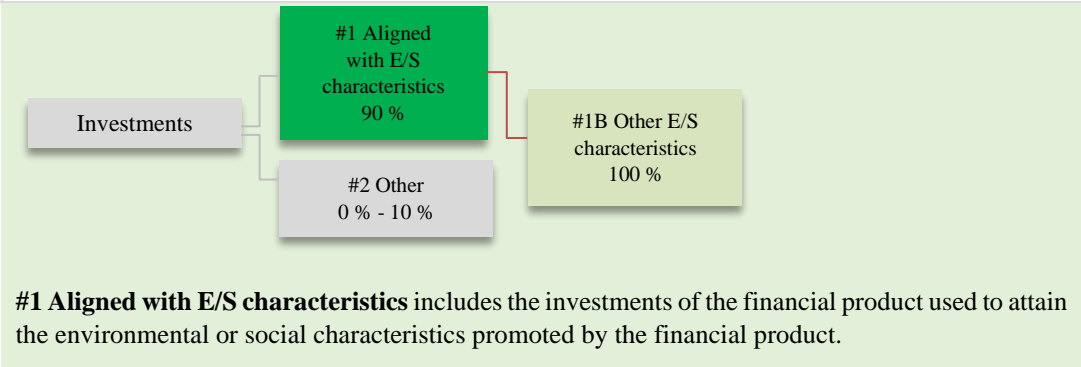 #1 Aligned
with E/S
characteristics
90 %
Investments
#1B Other E/S
characteristics
100 %
#2 Other
0 % - 10 %
#1 Aligned with E/S characteristics includes the investments of the financial product used to attain
the environmental or social characteristics promoted by the financial product.